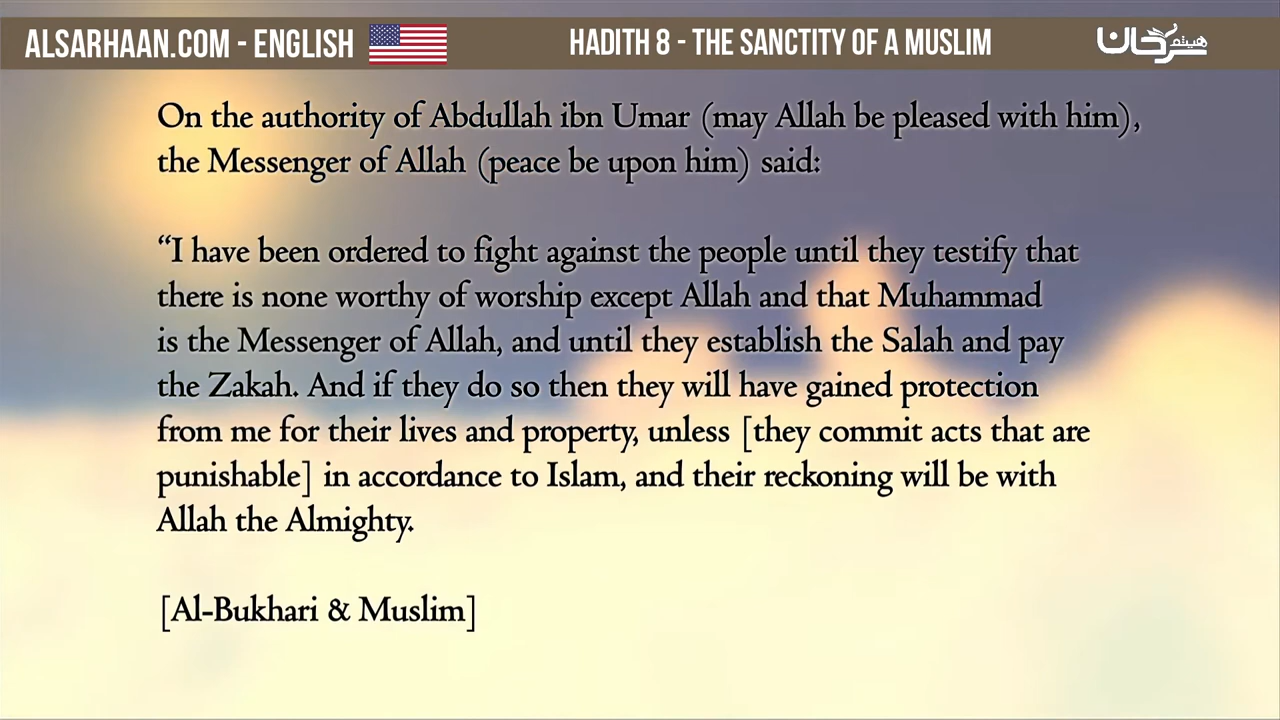 ALSARHAAN.COM - ENGLISH
HADITH 8 - THE SANCTITY OF A MUSLIM
هيثم سرحان
On the authority of Abdullah ibn Umar (may Allah be pleased with him),
the Messenger of Allah (peace be upon him) said:
“I have been ordered to fight against the people until they testify that
there is none worthy of worship except Allah and that Muhammad
is the Messenger of Allah, and until they establish the Salah and pay
the Zakah. And if they do so then they will have gained protection
from me for their lives and property, unless [they commit acts that are
punishable] in accordance to Islam, and their reckoning will be with
Allah the Almighty.
[Al-Bukhari & Muslim]